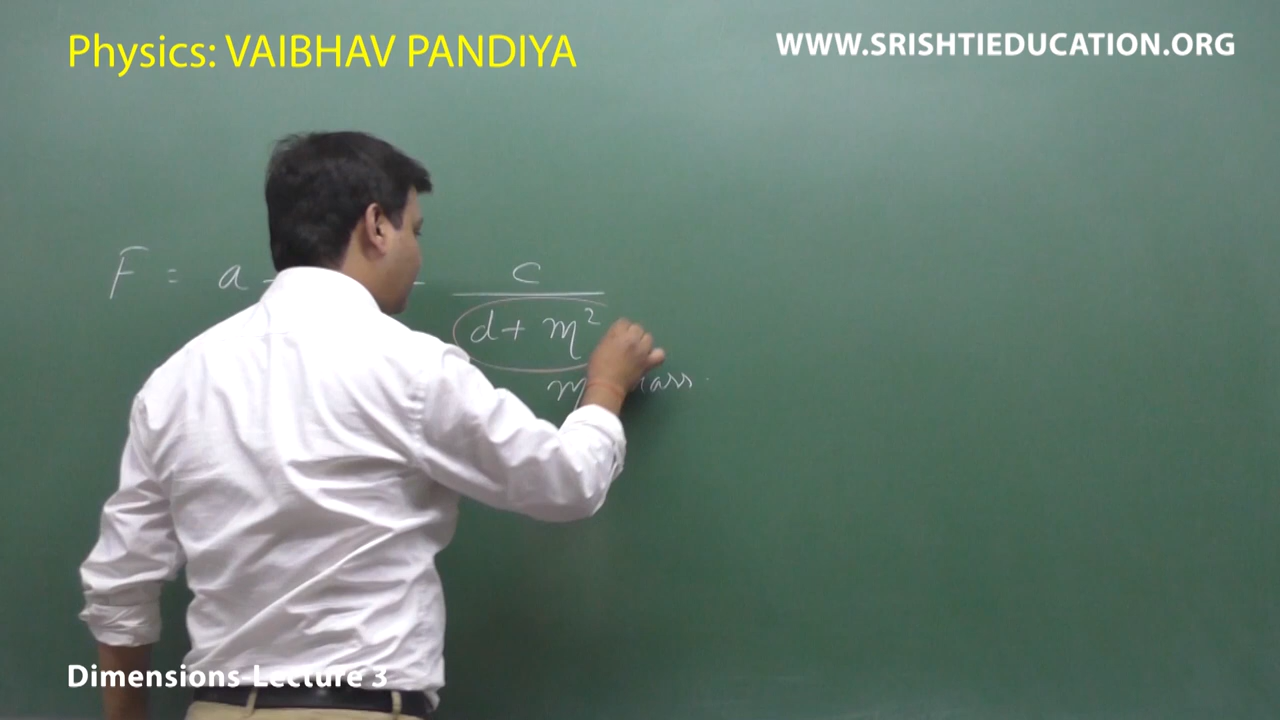 Physics: VAIBHAV PANDIYA
WWW.SRISHTIEDUCATION.ORG
F = a - - c
d + m²
m
Dimensions-Lecture 3